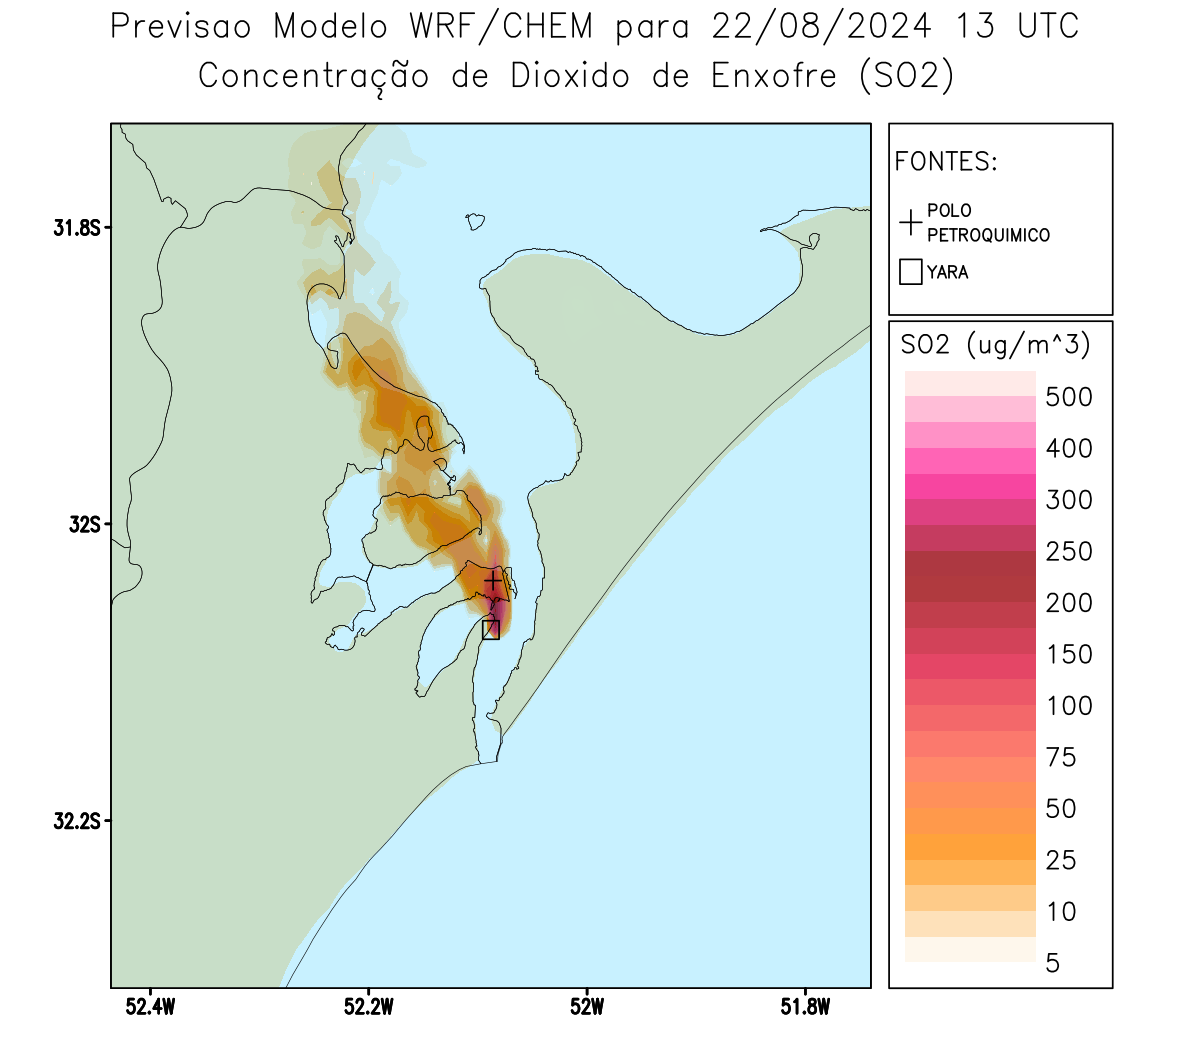 Previsao Modelo WRF/CHEM para 22/08/2024 13 UTC
Concentração de Dioxido de Enxofre (SO2)
FONTES:
POLO
PETROQUIMICO
YARA
SO2 (ug/m^3)
500
400
300
250
200
150
100
75
50
25
10
5
31.8S
32S
32.2S
52.4W
52.2W
52W
51.8W